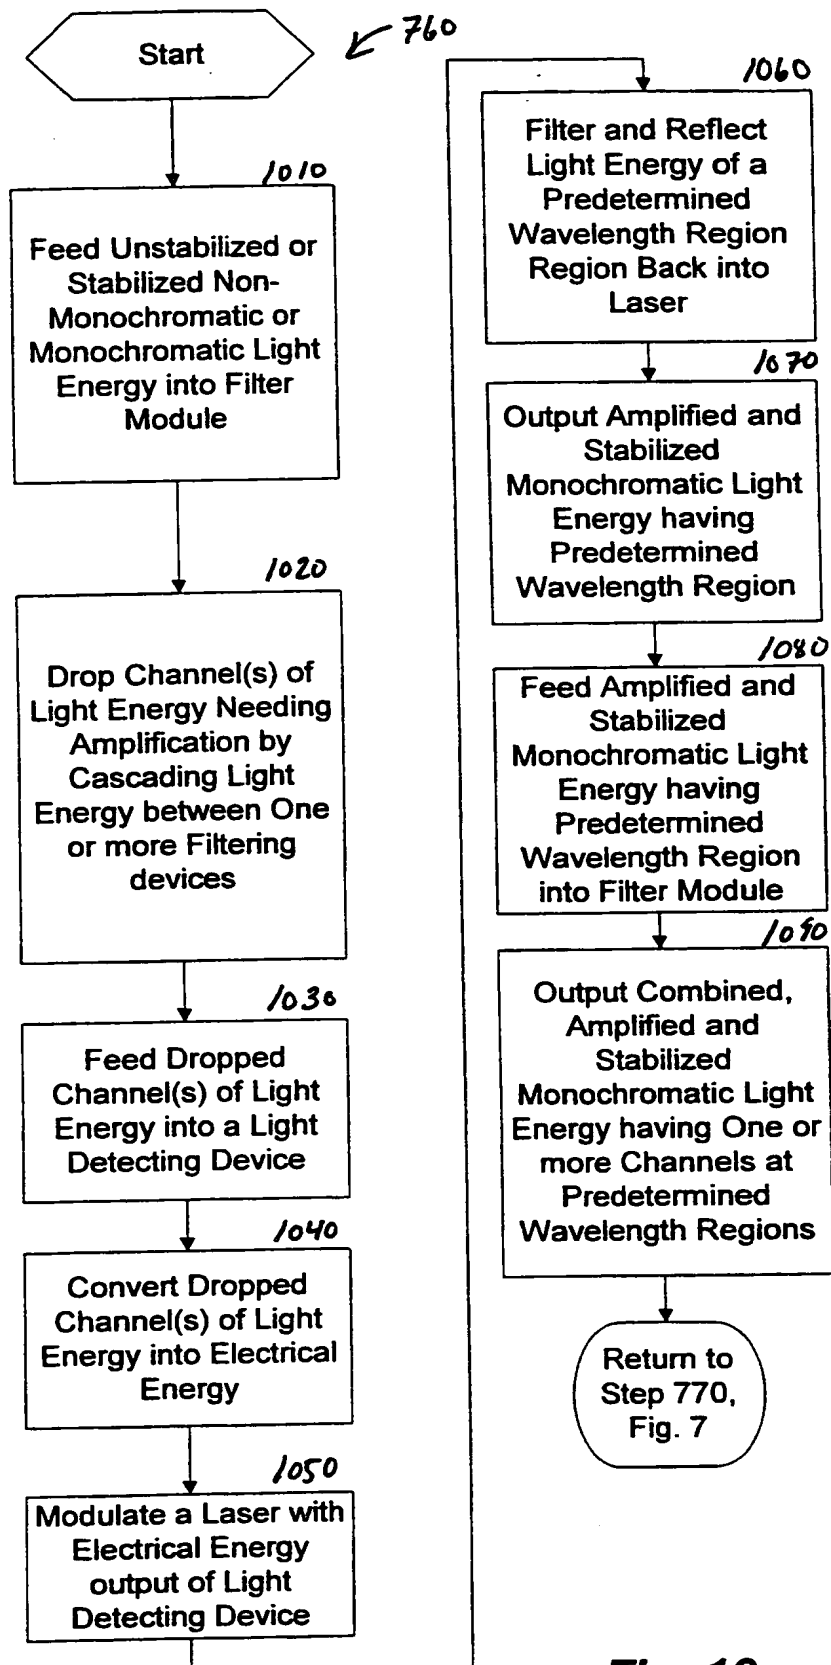 Start
760
1010
Feed Unstabilized or
Stabilized Non-
Monochromatic or
Monochromatic Light
Energy into Filter
Module
1020
Drop Channel(s) of
Light Energy Needing
Amplification by
Cascading Light
Energy between One
or more Filtering
devices
1030
Feed Dropped
Channel(s) of Light
Energy into a Light
Detecting Device
1040
Convert Dropped
Channel(s) of Light
Energy into Electrical
Energy
1050
Modulate a Laser with
Electrical Energy
output of Light
Detecting Device
1060
Filter and Reflect
Light Energy of a
Predetermined
Wavelength Region
Region Back into
Laser
1070
Output Amplified and
Stabilized
Monochromatic Light
Energy having
Predetermined
Wavelength Region
1080
Feed Amplified and
Stabilized
Monochromatic Light
Energy having
Predetermined
Wavelength Region
into Filter Module
1090
Output Combined,
Amplified and
Stabilized
Monochromatic Light
Energy having One or
more Channels at
Predetermined
Wavelength Regions
Return to
Step 770,
Fig. 7